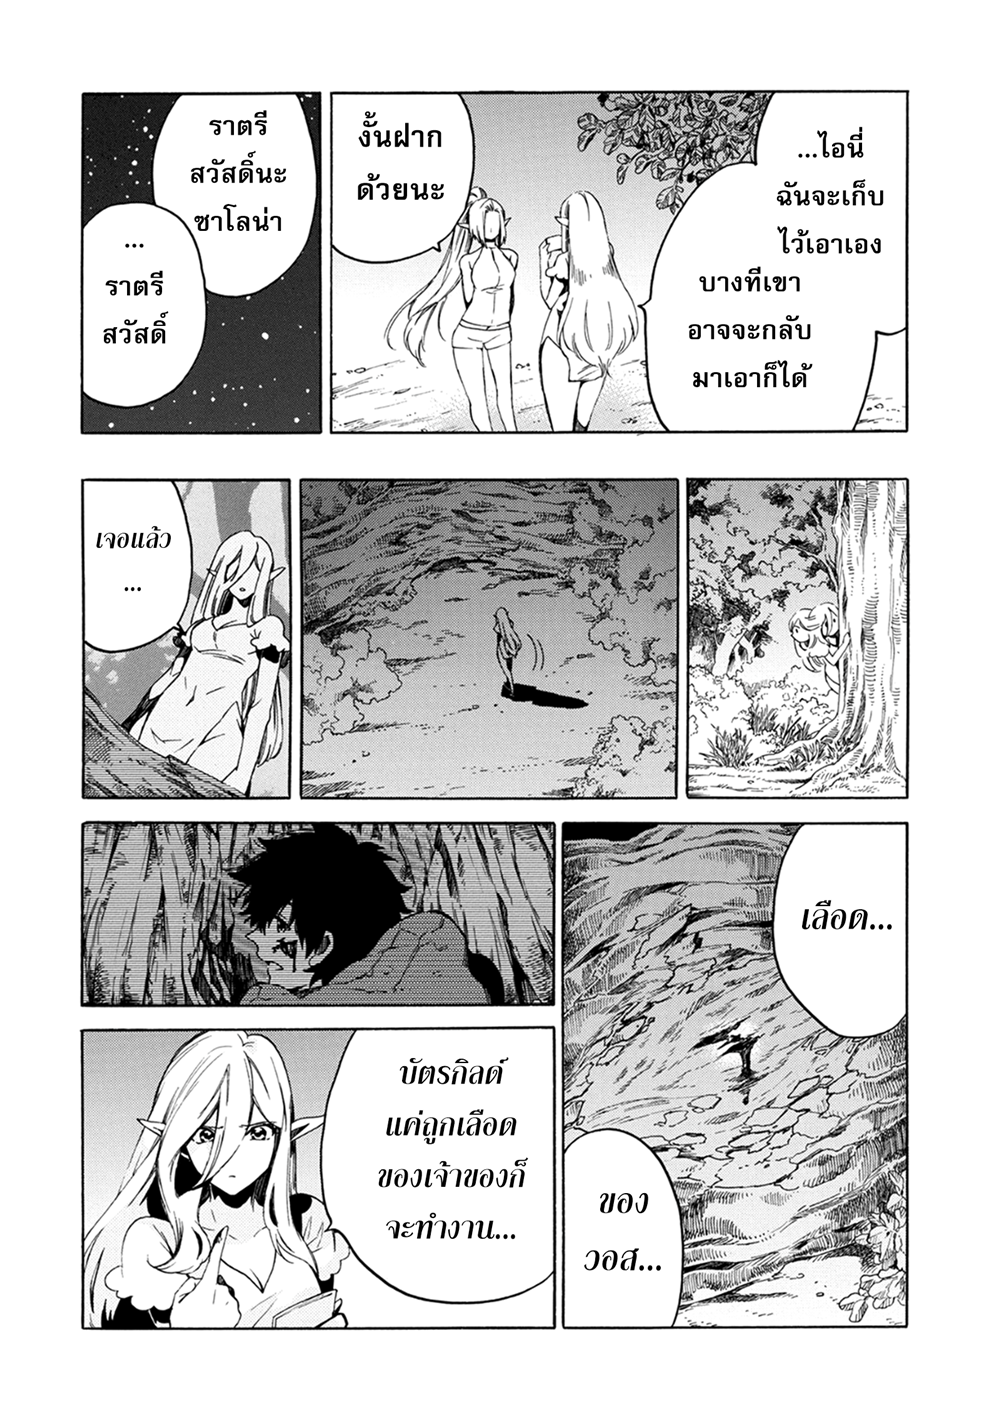 ...ไอนี่
ฉันจะเก็บ
ไว้เอาเอง
บางทีเขา
อาจจะกลับ
มาเอาก็ได้
งั้นฝาก
ด้วยนะ
ราตรี
สวัสดิ์นะ
ซาโลน่า
...
ราตรี
สวัสดิ์
เจอแล้ว
...
เลือด...
ของ
วอส...
บัตรกิลด์
แค่ถูกเลือด
ของเจ้าของก็
จะทำงาน...